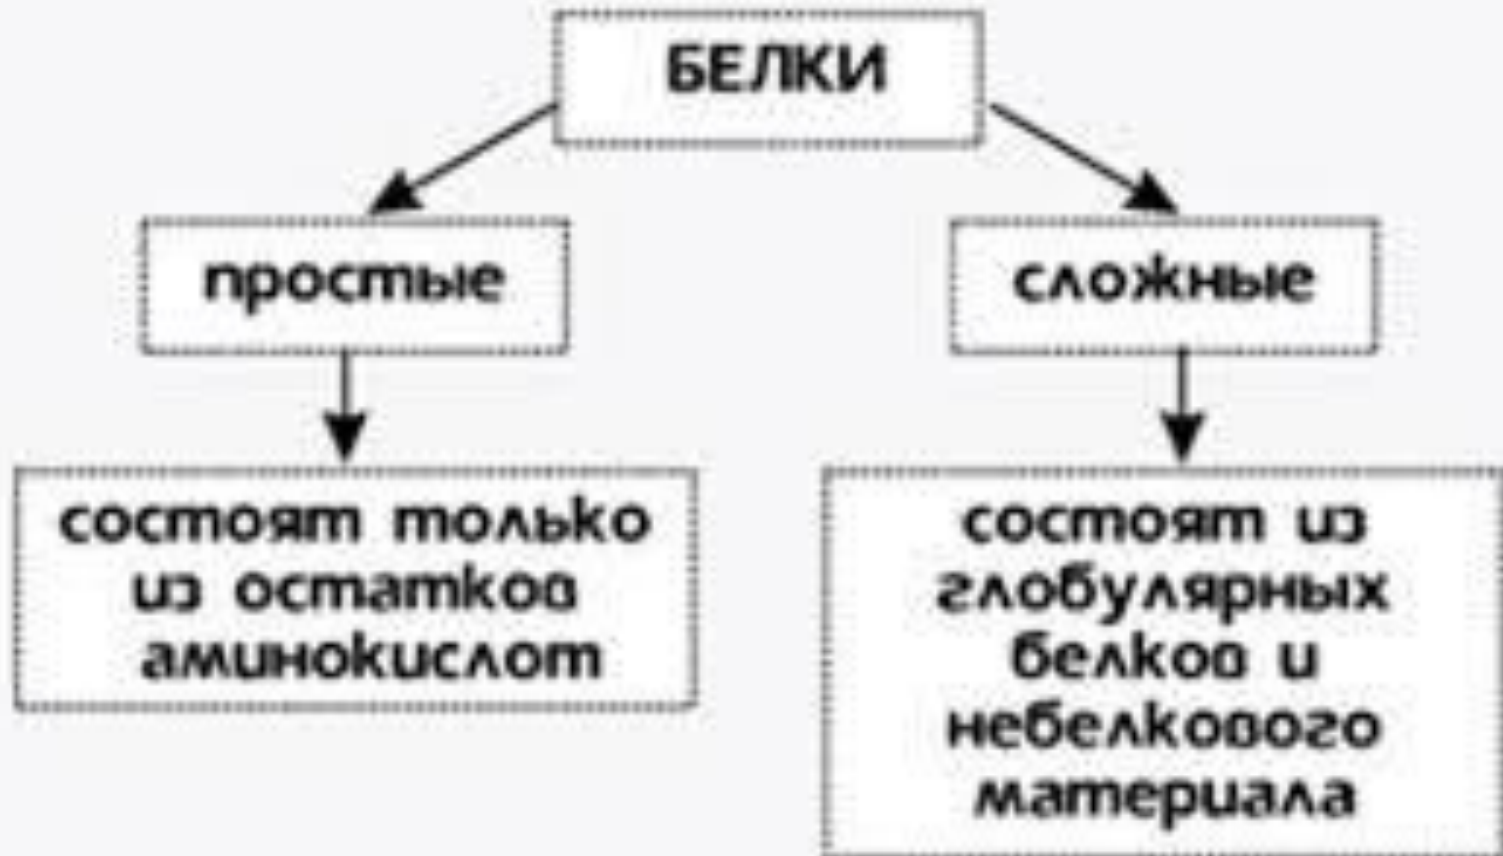 БЕЛКИ
простые
сложные
состоят только
из остатков
аминокислот
состоят из
глобулярных
белков и
небелкового
материала